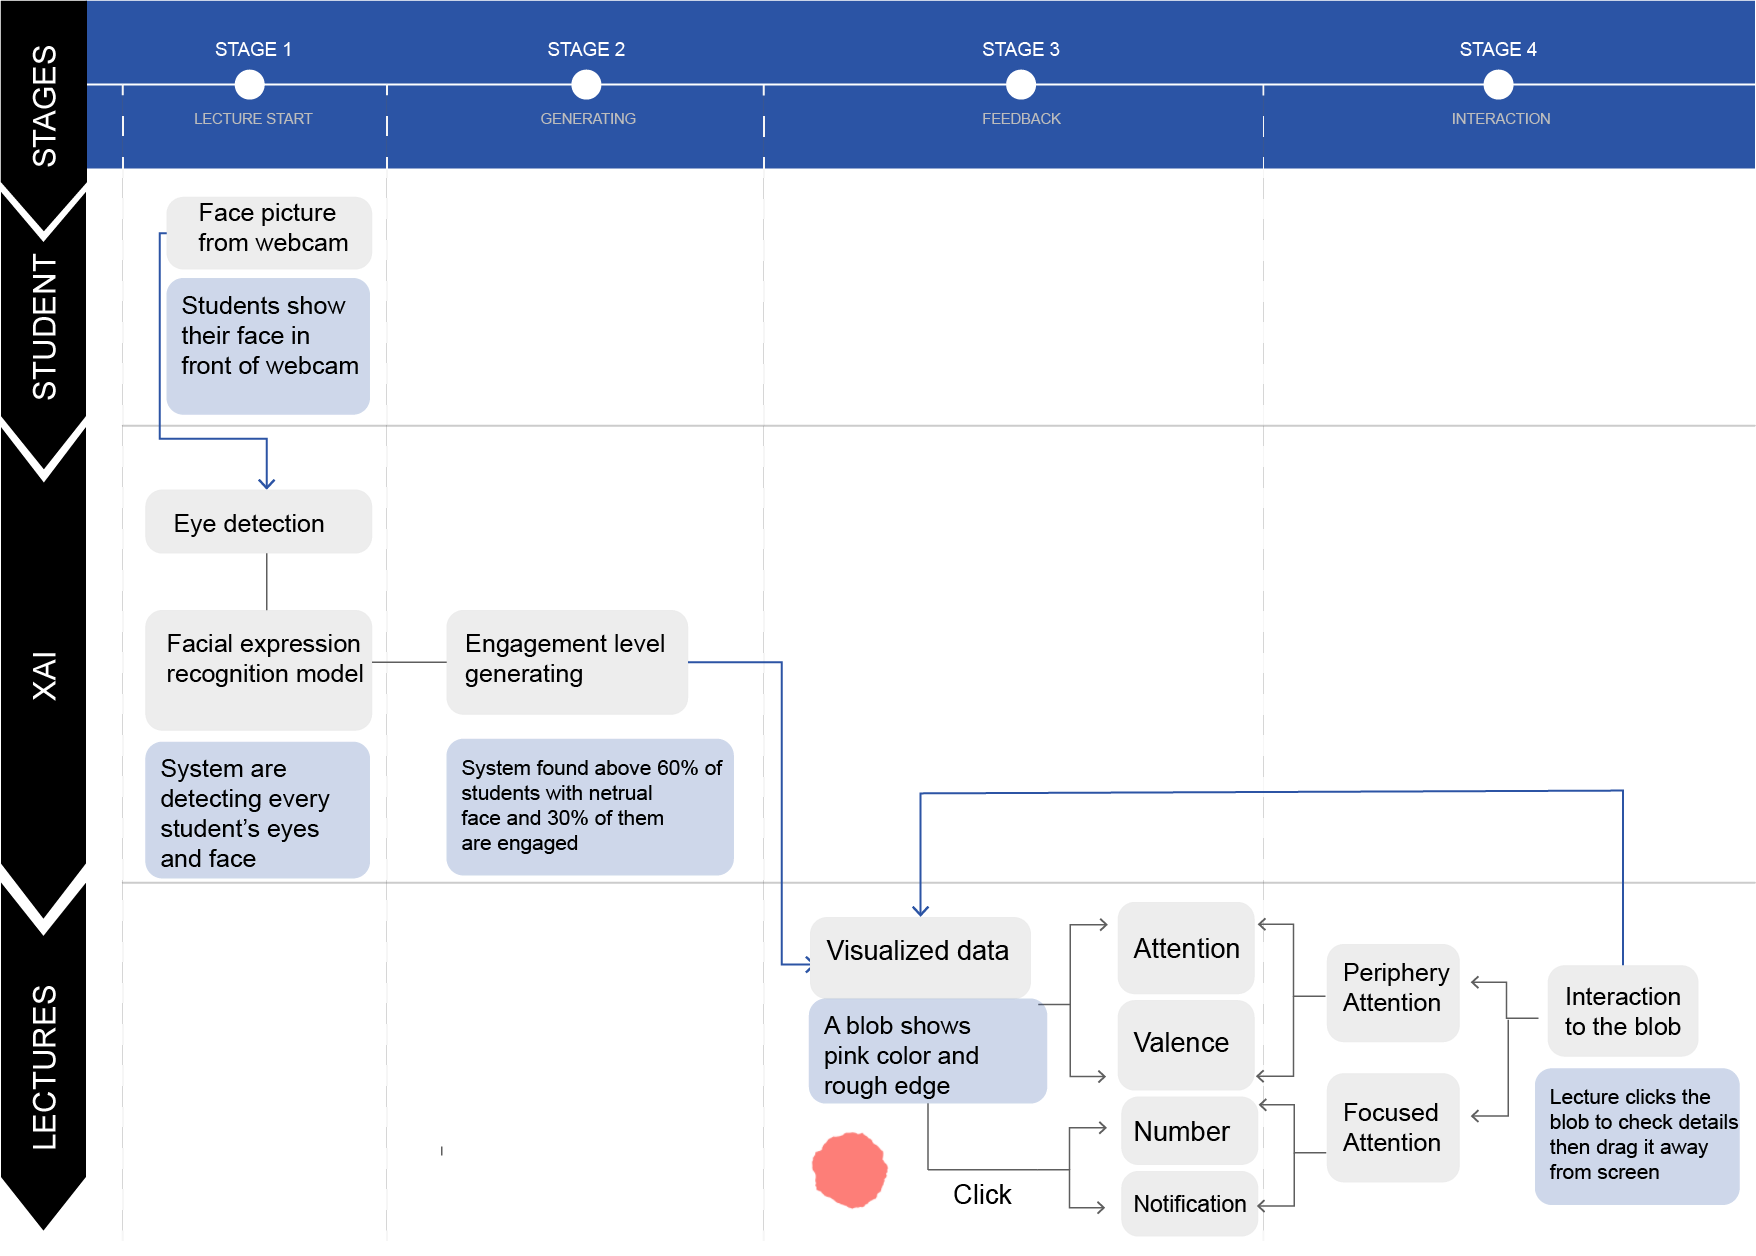 STAGES
STAGE 1
STAGE 2
STAGE 3
STAGE 4
LECTURE START
GENERATING
FEEDBACK
INTERACTION
STUDENT
Face picture
from webcam
Students show
their face in
front of webcam
XAI
Eye detection
Facial expression
recognition model
System are
detecting every
student’s eyes
and face
Engagement level
generating
System found above 60% of
students with netrual
face and 30% of them
are engaged
LECTURES
Visualized data
A blob shows
pink color and
rough edge
Click
Attention
Valence
Number
Notification
Periphery
Attention
Focused
Attention
Interaction
to the blob
Lecture clicks the
blob to check details
then drag it away
from screen